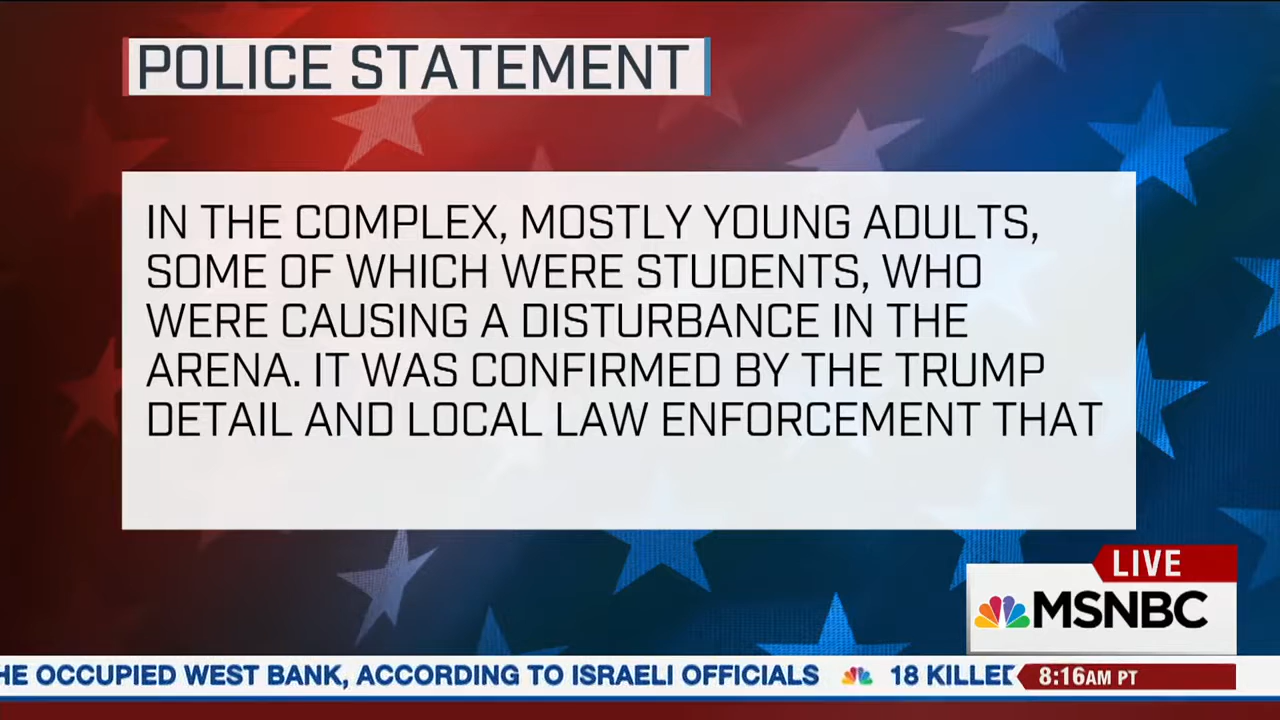 POLICE STATEMENT
IN THE COMPLEX, MOSTLY YOUNG ADULTS,
SOME OF WHICH WERE STUDENTS, WHO
WERE CAUSING A DISTURBANCE IN THE
ARENA. IT WAS CONFIRMED BY THE TRUMP
DETAIL AND LOCAL LAW ENFORCEMENT THAT
LIVE
MSNBC
HE OCCUPIED WEST BANK, ACCORDING TO ISRAELI OFFICIALS 18 KILLED 8:16AM PT